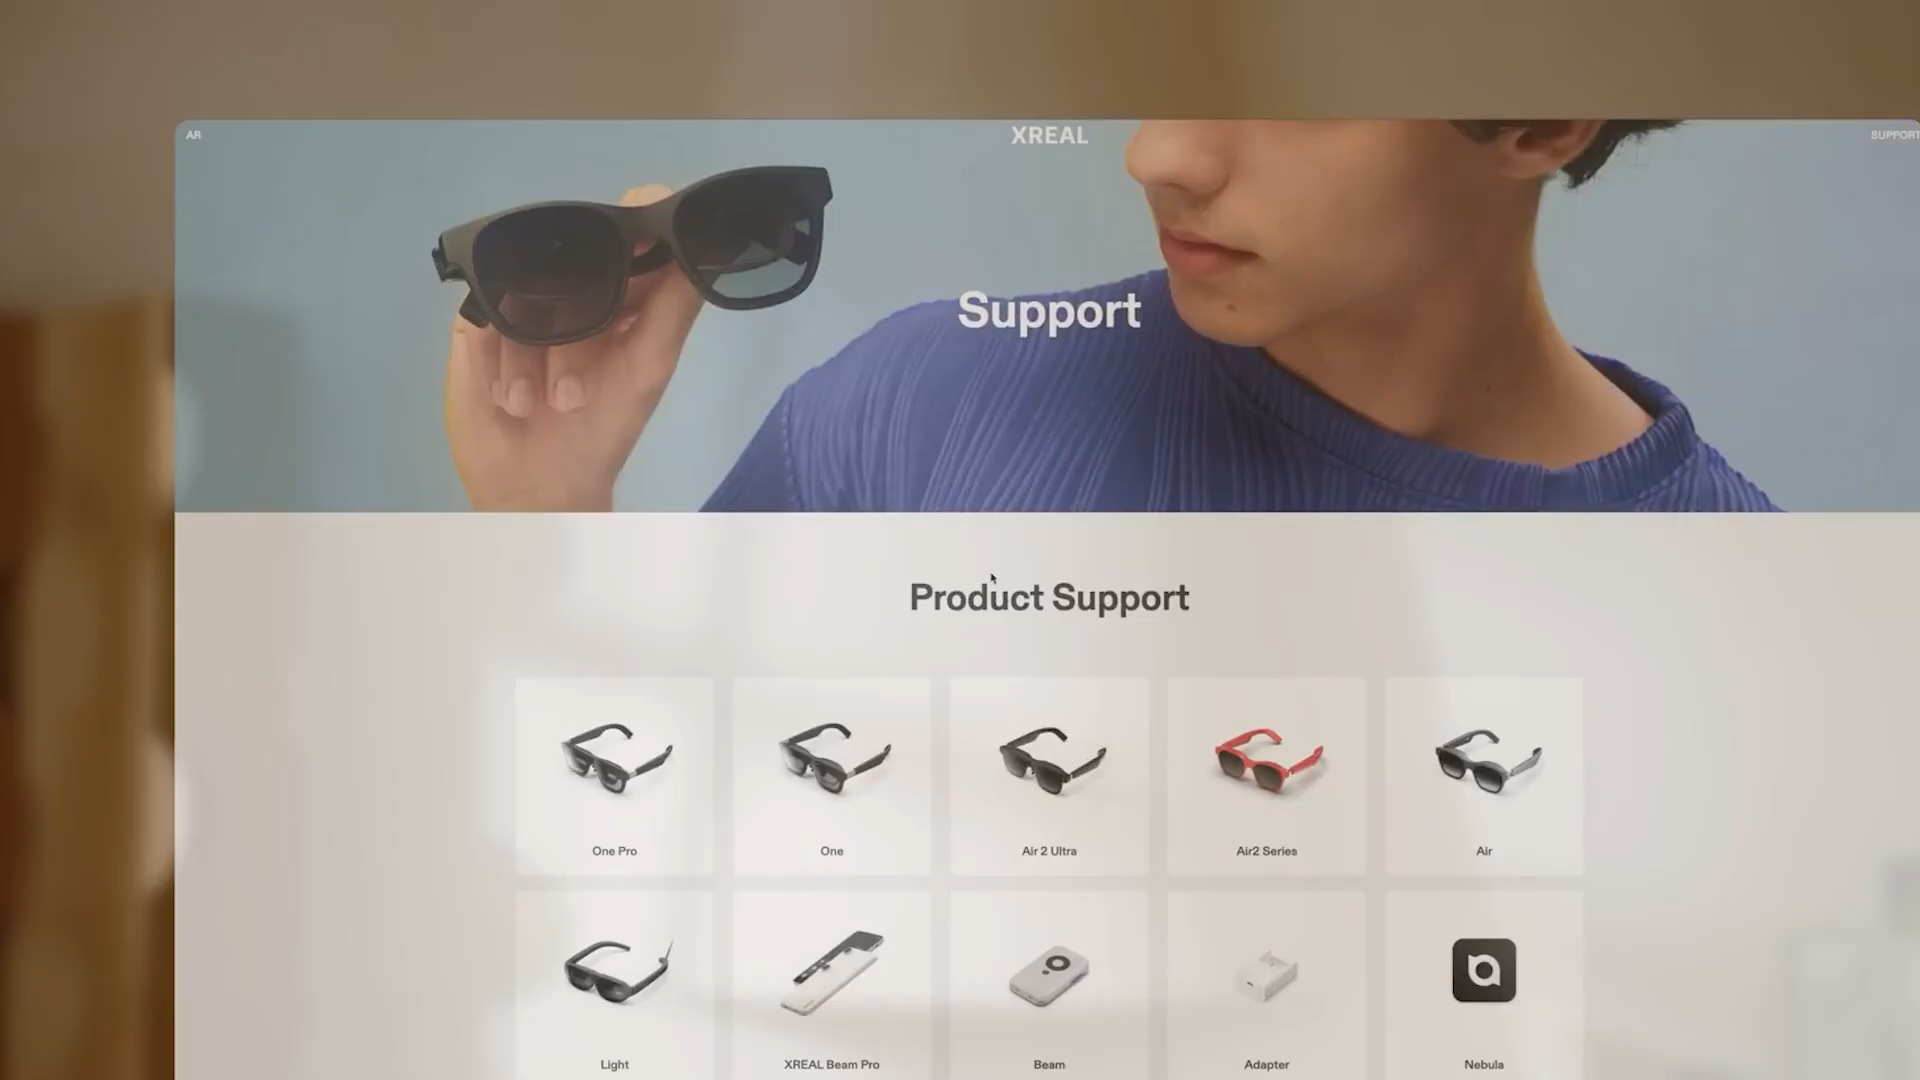 AR
XREAL
SUPPORT
Support
Product Support
One Pro
One
Air 2 Ultra
Air2 Series
Air
Light
XREAL Beam Pro
Beam
Adapter
Nebula